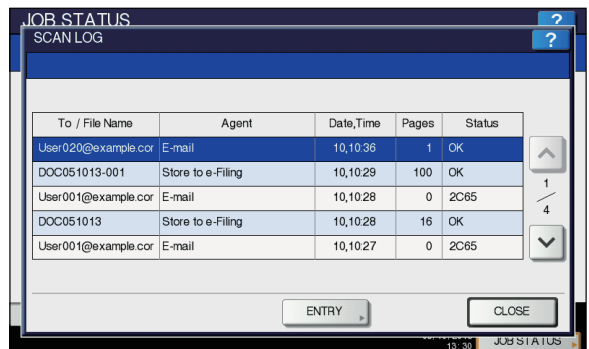 JOB STATUS ?
SCAN LOG ?
To / File Name Agent Date,Time Pages Status
User020@example.cor E-mail 10,10:36 1 OK
DOC051013-001 Store to e-Filing 10,10:29 100 OK
User001@example.cor E-mail 10,10:28 0 2C65
DOC051013 Store to e-Filing 10,10:28 16 OK
User001@example.cor E-mail 10,10:27 0 2C65
1
4
ENTRY CLOSE
13:30 JOB STATUS